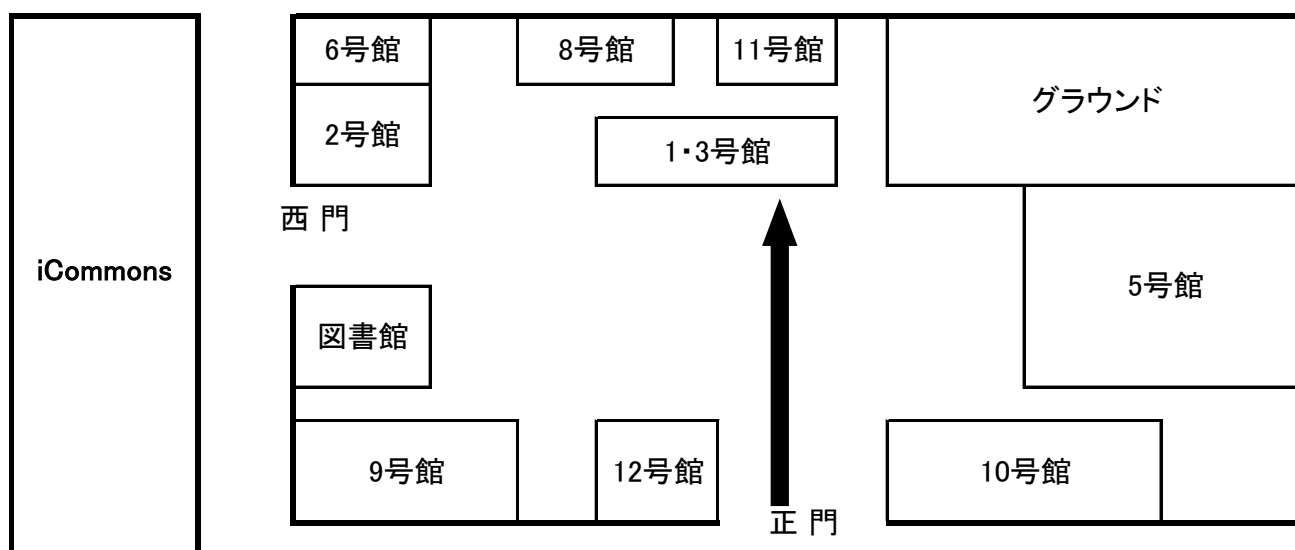 6号館
8号館
11号館
グラウンド
2号館
1・3号館
西門
iCommons
5号館
図書館
9号館
12号館
10号館
正門